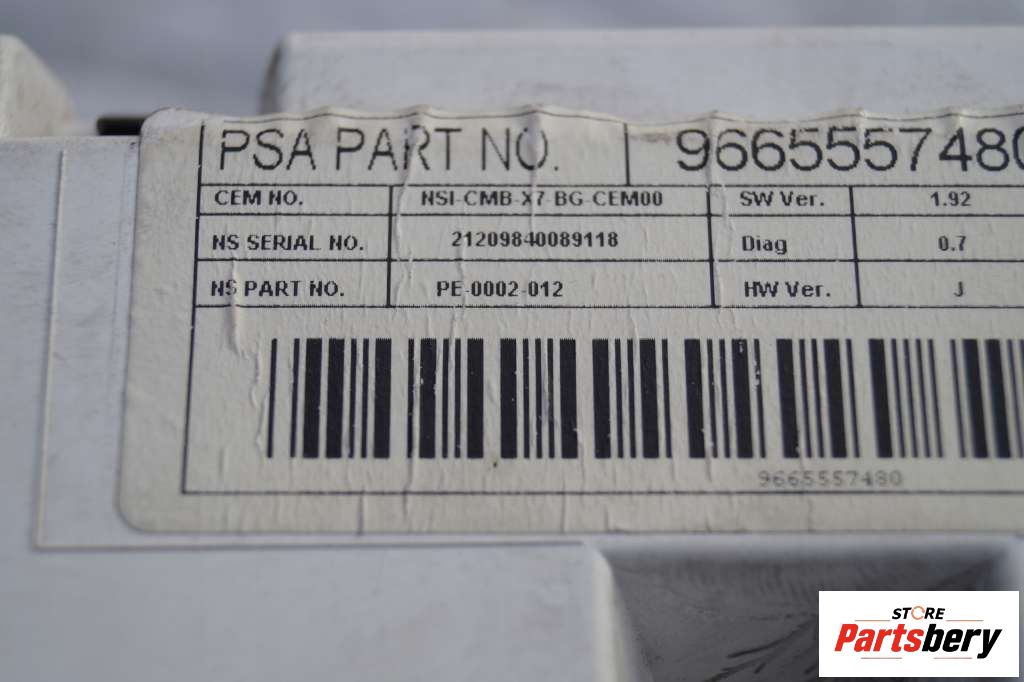 PSA PART NO. 9665557480
CEM NO. NSI-CMB-X7-BG-CEM00 SW Ver. 1.92
NS SERIAL NO. 21209840089118 Diag 0.7
NS PART NO. PE-0002-012 HW Ver. J
9665557480
STORE
Partsbery